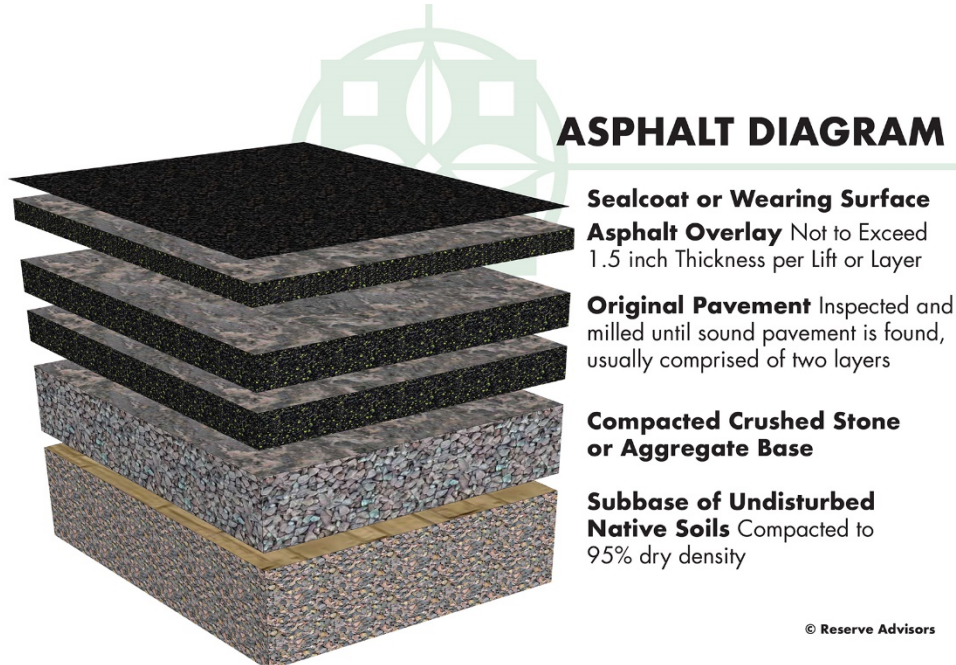 ASPHALT DIAGRAM
Sealcoat or Wearing Surface
Asphalt Overlay Not to Exceed
1.5 inch Thickness per Lift or Layer
Original Pavement Inspected and
milled until sound pavement is found,
usually comprised of two layers
Compacted Crushed Stone
or Aggregate Base
Subbase of Undisturbed
Native Soils Compacted to
95% dry density
© Reserve Advisors